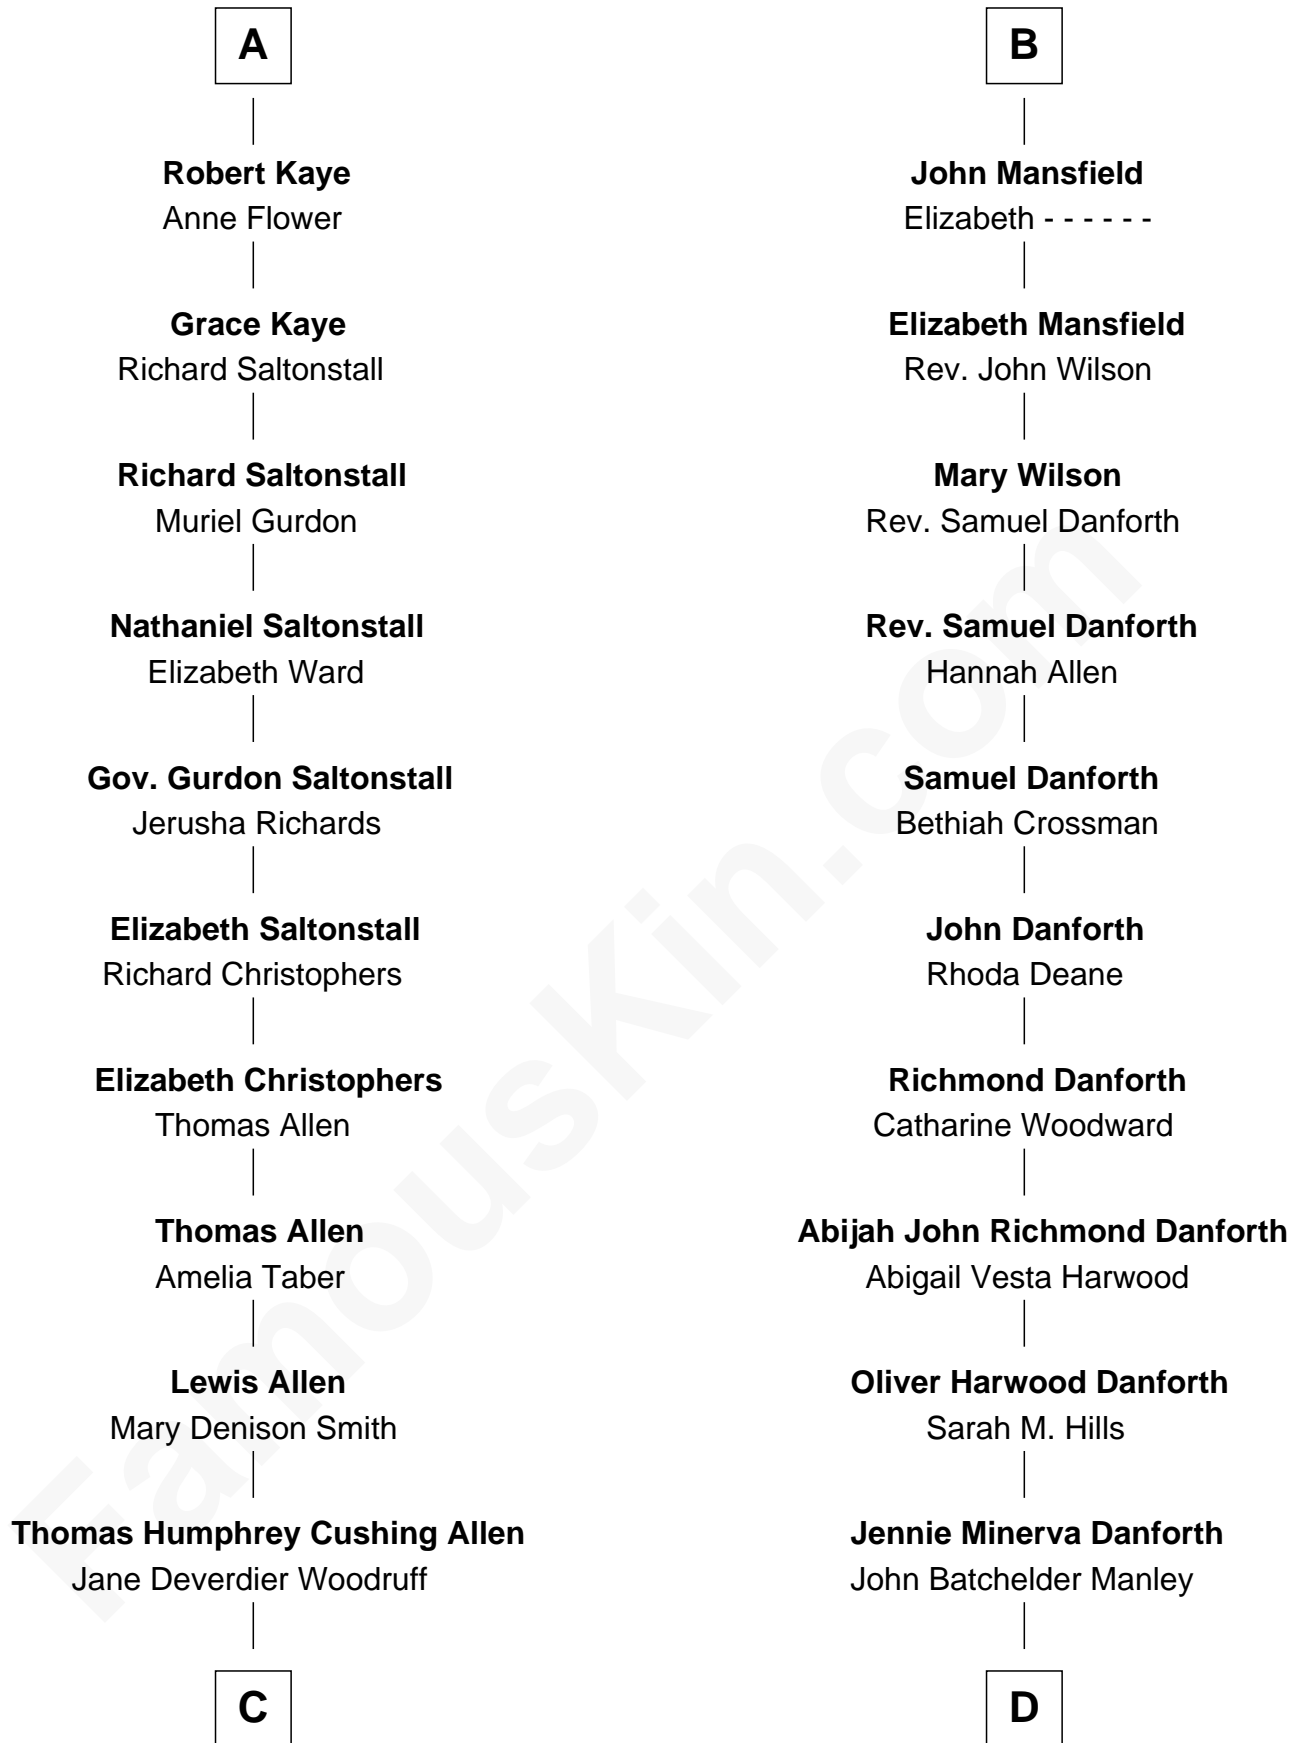 A
Robert Kaye
Anne Flower
Grace Kaye
Richard Saltonstall
Richard Saltonstall
Muriel Gurdon
Nathaniel Saltonstall
Elizabeth Ward
Gov. Gurdon Saltonstall
Jerusha Richards
Elizabeth Saltonstall
Richard Christophers
Elizabeth Christophers
Thomas Allen
Thomas Allen
Amelia Taber
Lewis Allen
Mary Denison Smith
Thomas Humphrey Cushing Allen
Jane Deverdier Woodruff
C
B
John Mansfield
Elizabeth - - - - - -
Elizabeth Mansfield
Rev. John Wilson
Mary Wilson
Rev. Samuel Danforth
Rev. Samuel Danforth
Hannah Allen
Samuel Danforth
Bethiah Crossman
John Danforth
Rhoda Deane
Richmond Danforth
Catharine Woodward
Abijah John Richmond Danforth
Abigail Vesta Harwood
Oliver Harwood Danforth
Sarah M. Hills
Jennie Minerva Danforth
John Batchelder Manley
D
FamousKin.com